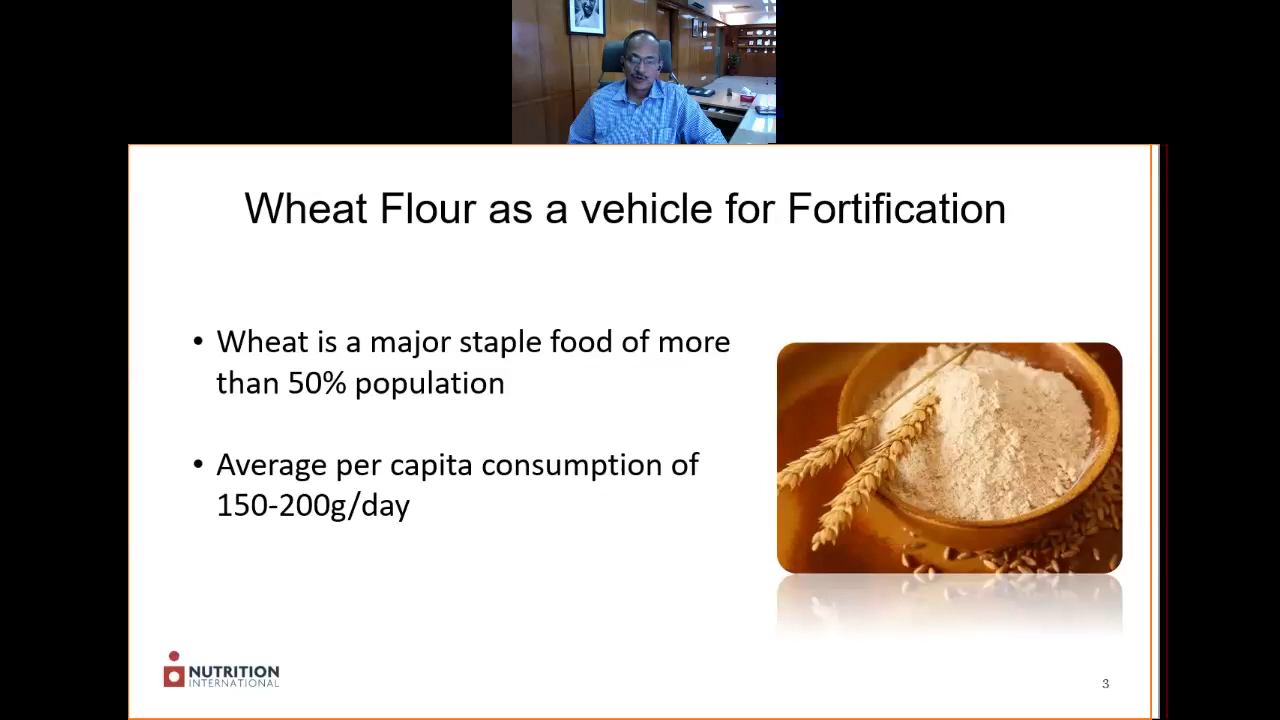 Wheat Flour as a vehicle for Fortification
• Wheat is a major staple food of more
than 50% population
• Average per capita consumption of
150-200g/day
NUTRITION
INTERNATIONAL
3